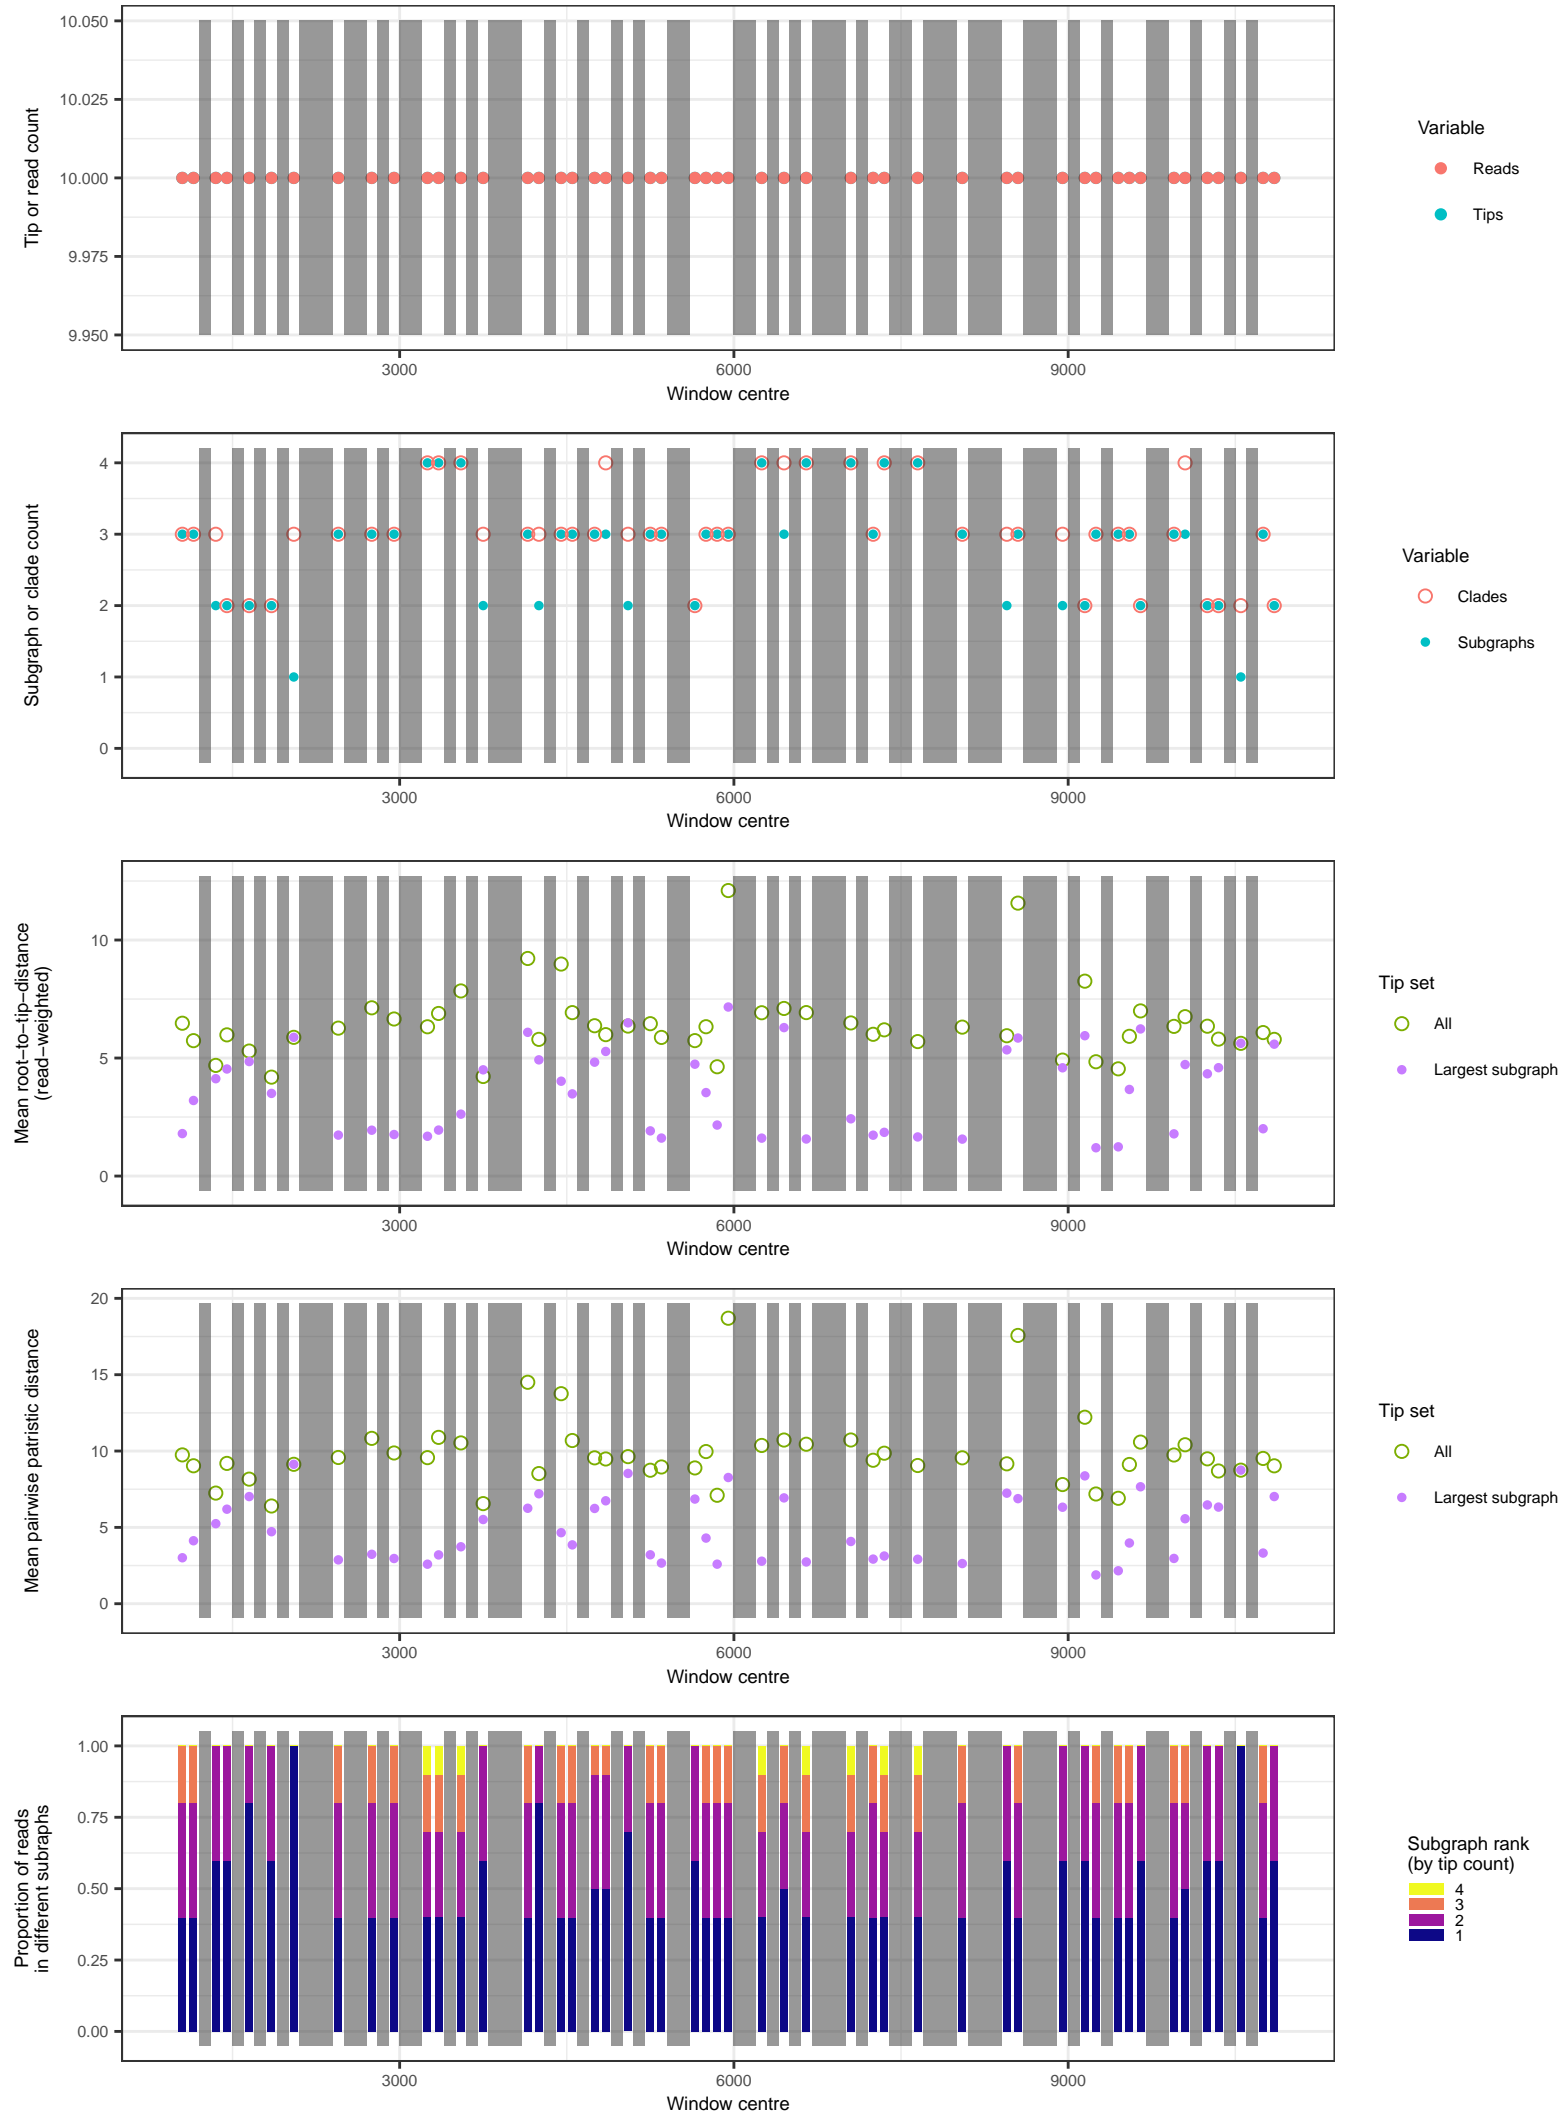 10.050
10.025
10.000
9.975
9.950
Tip or read count
3000
6000
9000
Window centre
Variable
Reads
Tips
4
3
2
1
0
Subgraph or clade count
3000
6000
9000
Window centre
Variable
Clades
Subgraphs
10
5
0
Mean root−to−tip−distance
(read−weighted)
3000
6000
9000
Window centre
Tip set
All
Largest subgraph
20
15
10
5
0
Mean pairwise patristic distance
3000
6000
9000
Window centre
Tip set
All
Largest subgraph
1.00
0.75
0.50
0.25
0.00
Proportion of reads
in different subraphs
3000
6000
9000
Window centre
Subgraph rank
(by tip count)
4
3
2
1